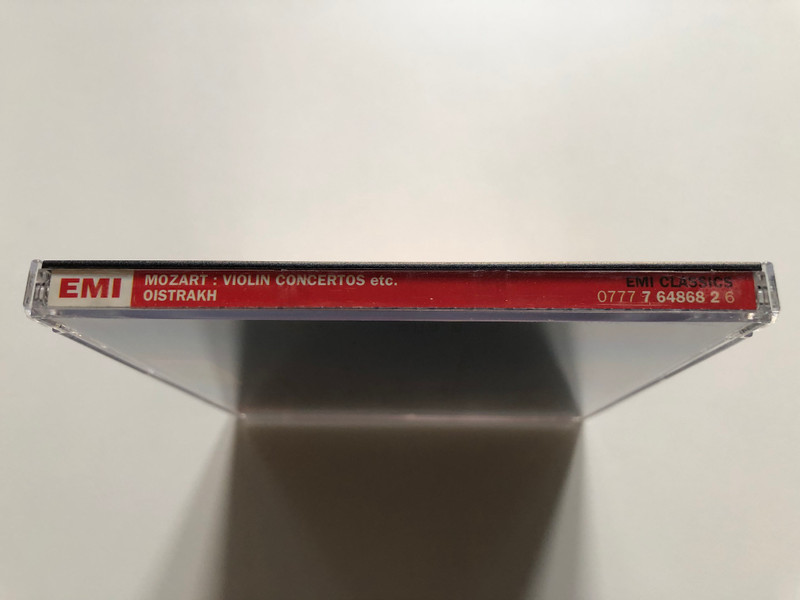 EMI
MOZART : VIOLIN CONCERTOS etc.
OISTRAKH
EMI CLASSICS
0777 7 64868 2 6